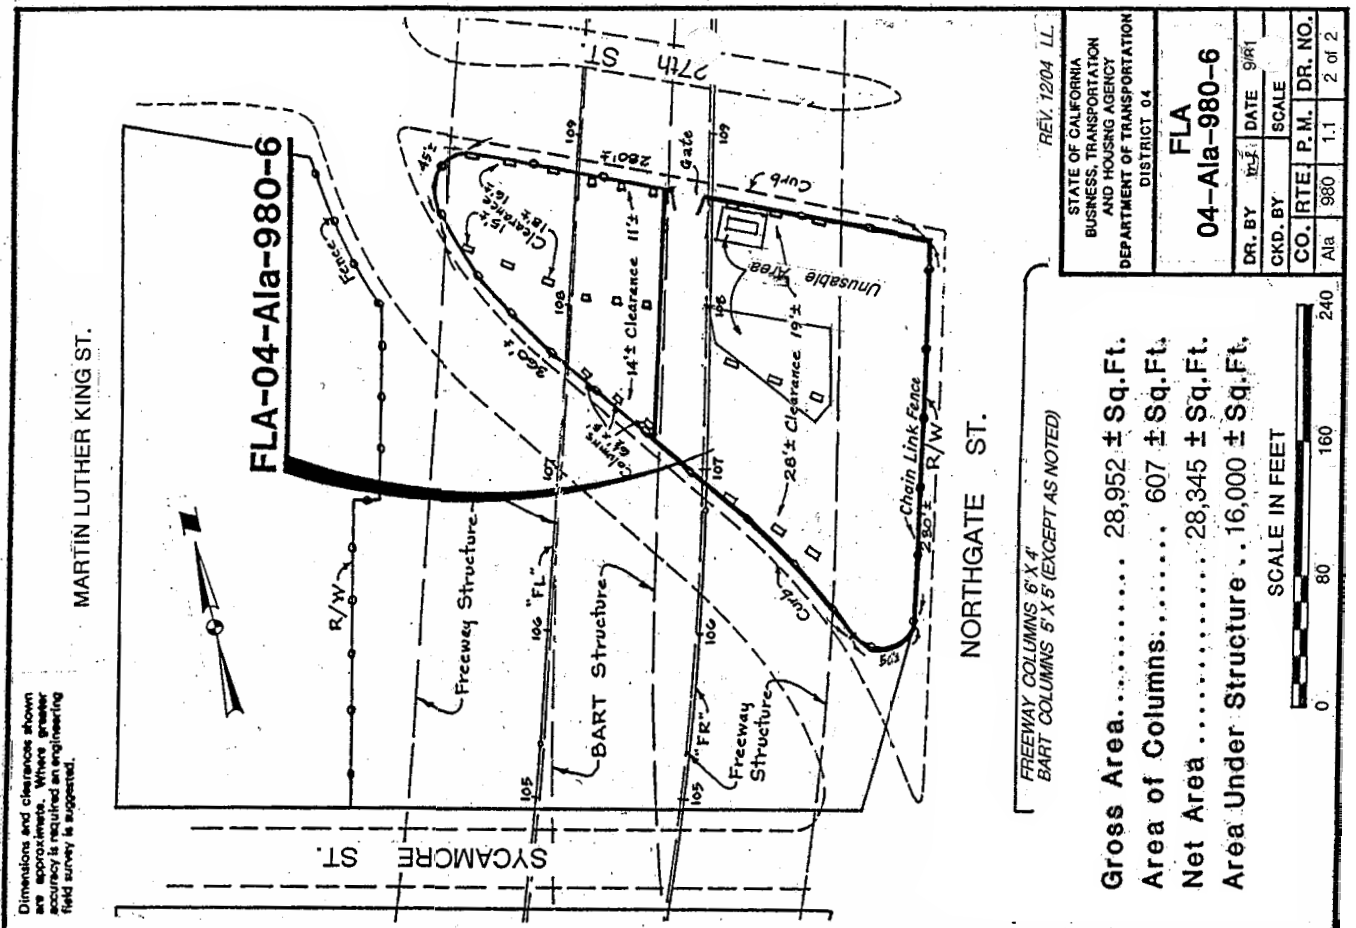 Dimensions and clearances shown
are approximate. Where greater
accuracy is required an engineering
field survey is suggested.
MARTIN LUTHER KING ST.
FLA-04-Ala-980-6
Fence
R/W
Freeway Structure
"FL"
BART Structure
"FR"
Freeway
Structure
SYCAMORE ST.
27th ST.
45'±
280'±
Gate
Curb
15'±
Clearance 16'±
18'±
14'± Clearance 11'±
Unusable
Area
28'± Clearance 19'±
360'±
Columns
Curb
Chain Link Fence
230'±
R/W
50'±
105
106
107
108
109
105
106
107
108
109
NORTHGATE ST.
FREEWAY COLUMNS 6' X 4'
BART COLUMNS 5' X 5' (EXCEPT AS NOTED)
REV. 12/04 LL
Gross Area.......... 28,952 ± Sq.Ft.
Area of Columns....... 607 ± Sq.Ft.
Net Area .............. 28,345 ± Sq.Ft.
Area Under Structure .. 16,000 ± Sq.Ft.
SCALE IN FEET
0 80 160 240
STATE OF CALIFORNIA
BUSINESS, TRANSPORTATION
AND HOUSING AGENCY
DEPARTMENT OF TRANSPORTATION
DISTRICT 04
FLA
04-Ala-980-6
DR. BY DATE
CKD. BY SCALE
CO. RTE. P.M. DR. NO.
Ala 980 1.1 2 of 2